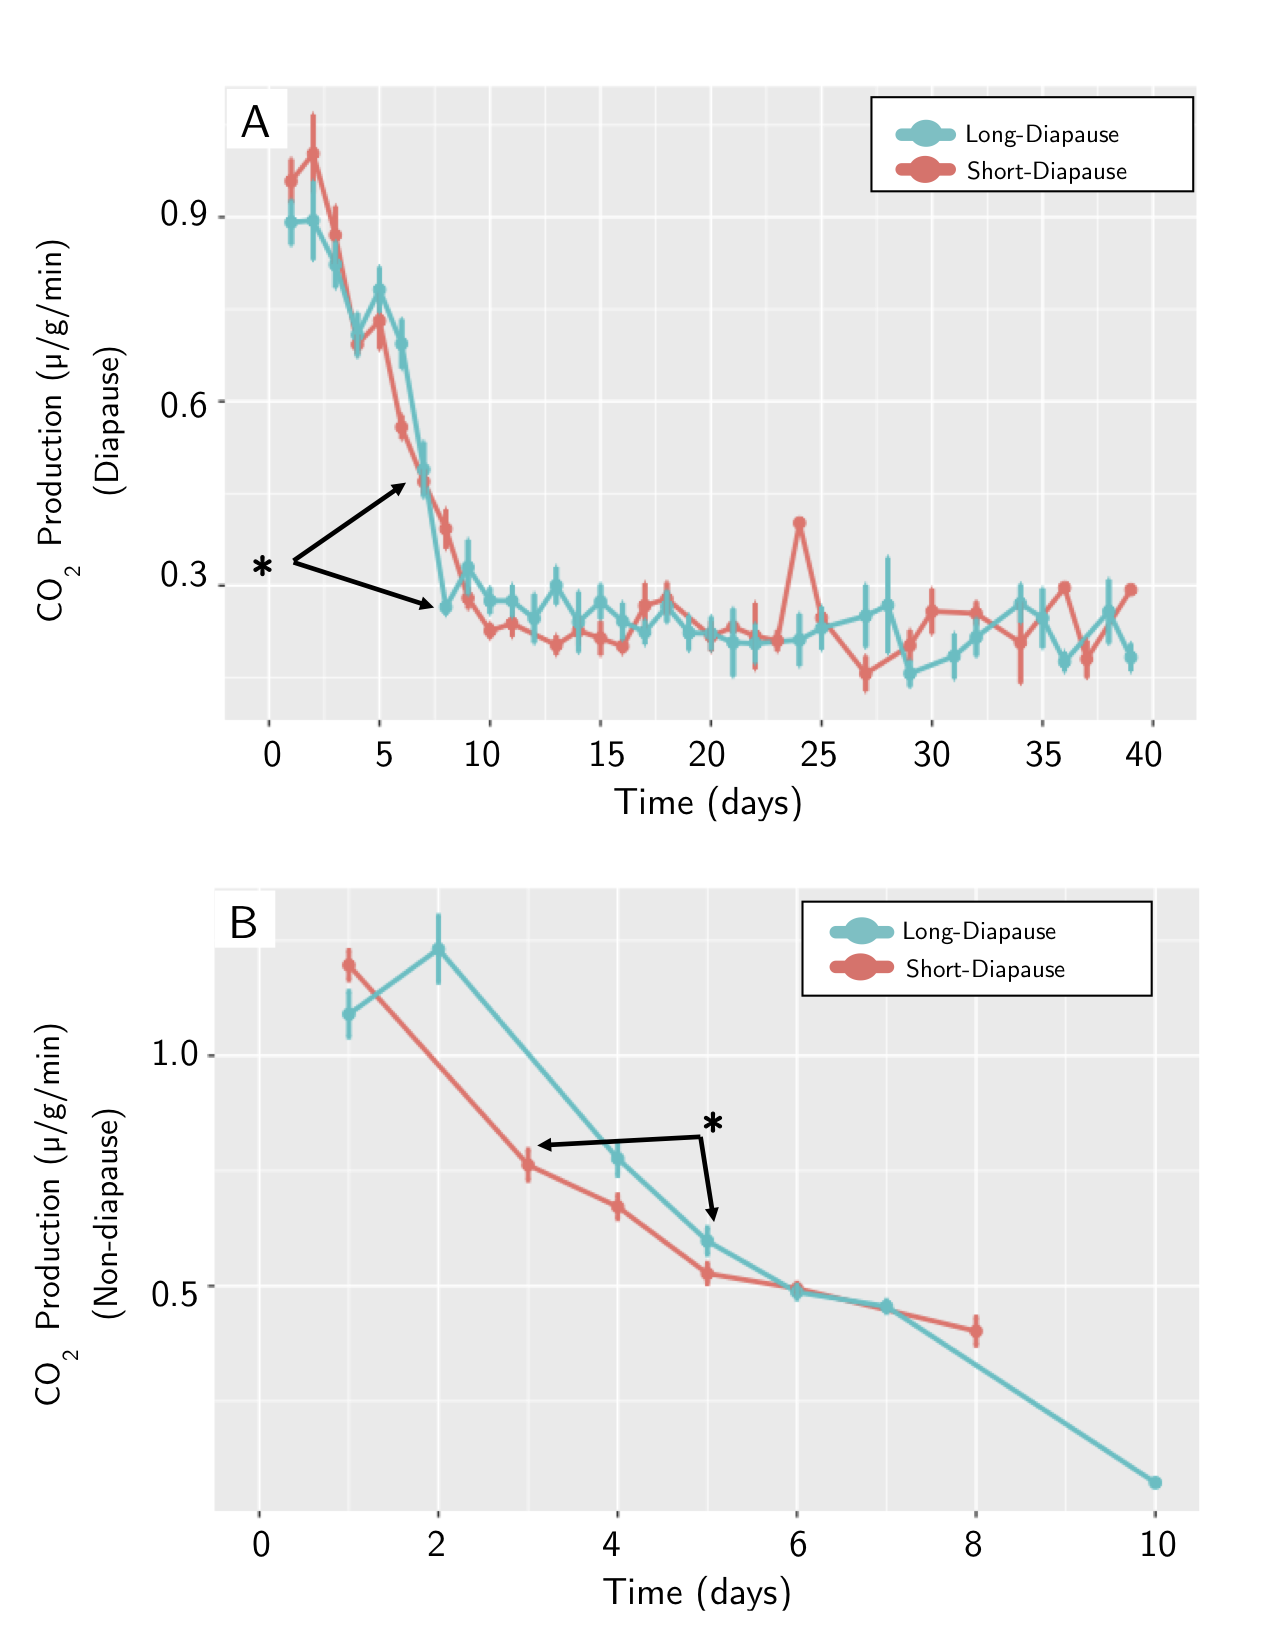 A
Long-Diapause
Short-Diapause
0.9
0.6
0.3
CO2 Production (µ/g/min)
(Diapause)
*
0 5 10 15 20 25 30 35 40
Time (days)
B
Long-Diapause
Short-Diapause
1.0
0.5
CO2 Production (µ/g/min)
(Non-diapause)
*
0 2 4 6 8 10
Time (days)